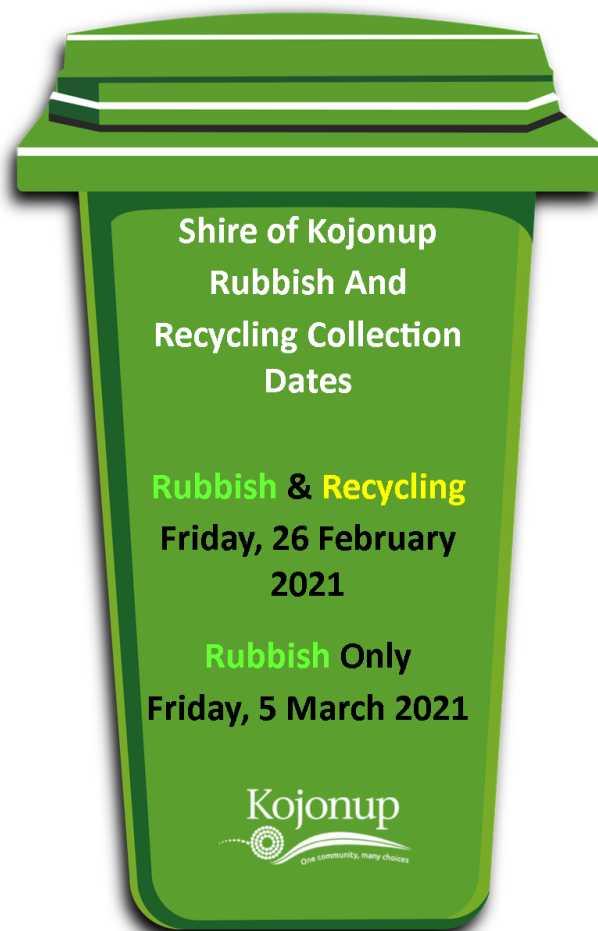 Shire of Kojonup
Rubbish And
Recycling Collection
Dates
Rubbish & Recycling
Friday, 26 February
2021
Rubbish Only
Friday, 5 March 2021
Kojonup
One community, many choices